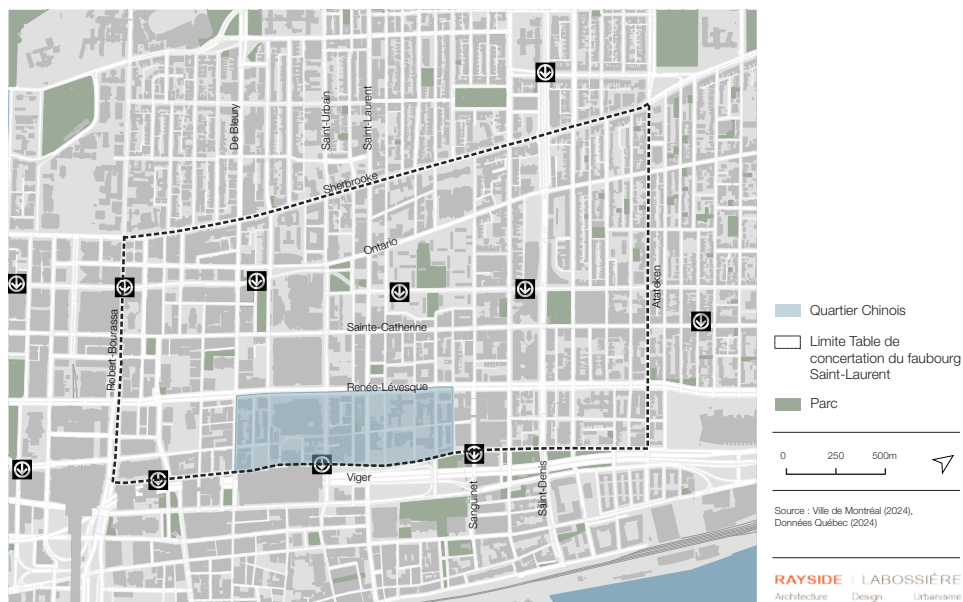 De Bleury
Saint-Urbain
Saint-Laurent
Sherbrooke
Ontario
Atateken
Robert-Bourassa
Sainte-Catherine
Renée-Lévesque
Viger
Sanguinet
Saint-Denis
Quartier Chinois
Limite Table de
concertation du faubourg
Saint-Laurent
Parc
0 250 500m
Source : Ville de Montréal (2024),
Données Québec (2024)
RAYSIDE | LABOSSIÈRE
Architecture Design Urbanisme